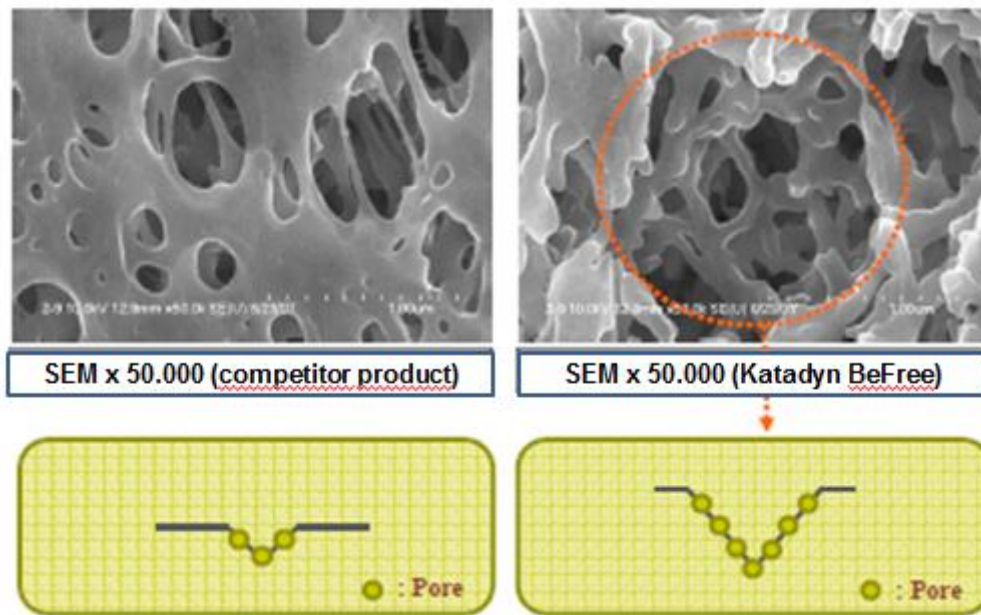 1.00um
1.00um
SEM x 50.000 (competitor product)
SEM x 50.000 (Katadyn BeFree)
: Pore
: Pore